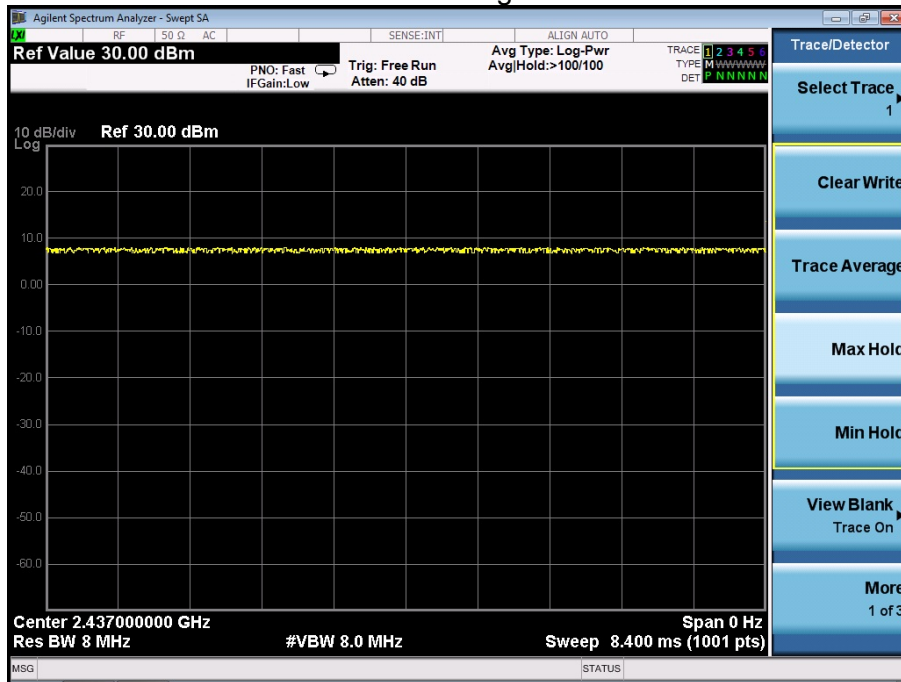 Agilent Spectrum Analyzer - Swept SA
LXI RF 50 Ω AC SENSE:INT ALIGN AUTO
Ref Value 30.00 dBm
PNO: Fast
IFGain:Low
Trig: Free Run
Atten: 40 dB
Avg Type: Log-Pwr
Avg|Hold:>100/100
TRACE 1 2 3 4 5 6
TYPE M WWWWW
DET P N N N N N
Trace/Detector
Select Trace
1
Clear Write
Trace Average
Max Hold
Min Hold
View Blank
Trace On
More
1 of 3
10 dB/div Ref 30.00 dBm
Log
20.0
10.0
0.00
-10.0
-20.0
-30.0
-40.0
-50.0
-60.0
Center 2.437000000 GHz Span 0 Hz
Res BW 8 MHz #VBW 8.0 MHz Sweep 8.400 ms (1001 pts)
MSG STATUS